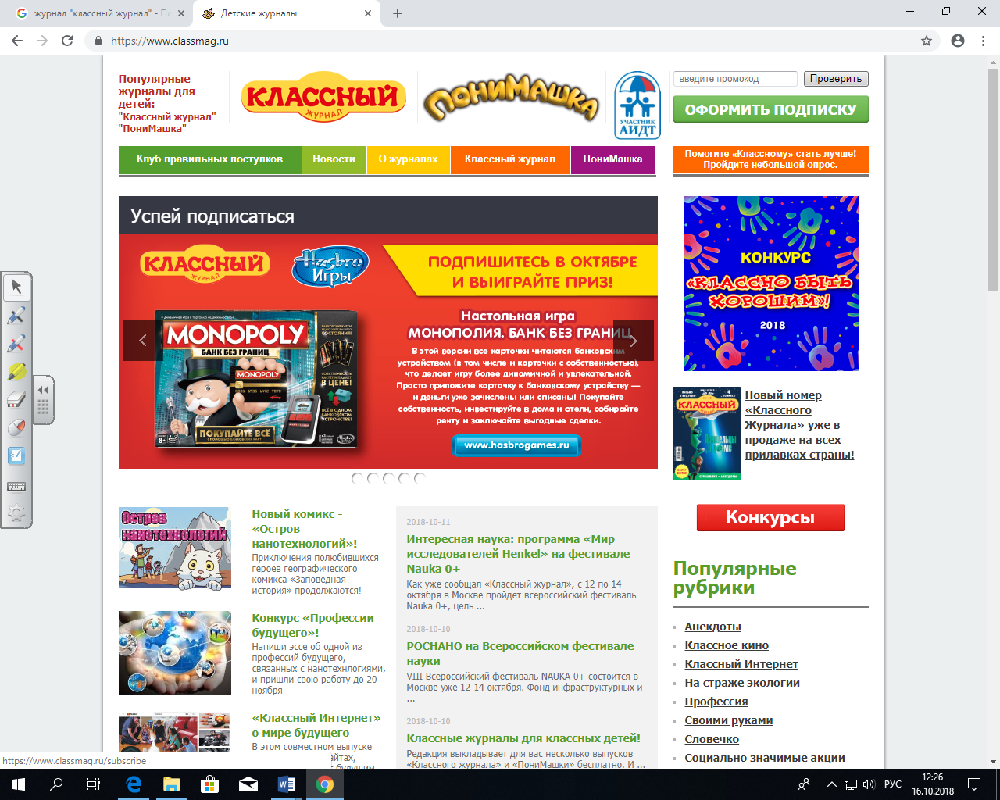 журнал "классный журнал" - По
Детские журналы
https://www.classmag.ru
Популярные
журналы для
детей:
"Классный журнал"
"ПониМашка"
КЛАССНЫЙ
ЖУРНАЛ
ПОНИМАШКА
УЧАСТНИК
АИДТ
введите промокод
Проверить
ОФОРМИТЬ ПОДПИСКУ
Клуб правильных поступков
Новости
О журналах
Классный журнал
ПониМашка
Помогите «Классному» стать лучше!
Пройдите небольшой опрос.
Успей подписаться
КЛАССНЫЙ
ЖУРНАЛ
Hasbro
Игры
ПОДПИШИТЕСЬ В ОКТЯБРЕ
И ВЫИГРАЙТЕ ПРИЗ!
MONOPOLY
БАНК БЕЗ ГРАНИЦ
MONOPOLY
СОБСТВЕННОСТЬ
РАСТЕТ И ПАДАЕТ
В ЦЕНЕ!
ВСЁ В ОДНОМ
БАНКОВСКОМ
УСТРОЙСТВЕ!
ПОКУПАЙТЕ ВСЁ
8+
Настольная игра
МОНОПОЛИЯ. БАНК БЕЗ ГРАНИЦ
В этой версии все карточки читаются банковским
устройством (в том числе и карточки с собственностью),
что делает игру более динамичной и увлекательной.
Просто приложите карточку к банковскому устройству —
и деньги уже зачислены или списаны! Покупайте
собственность, инвестируйте в дома и отели, собирайте
ренту и заключайте выгодные сделки.
www.hasbrogames.ru
КОНКУРС
«КЛАССНО БЫТЬ
ХОРОШИМ»!
2018
КЛАССНЫЙ
Новый номер
«Классного
Журнала» уже в
продаже на всех
прилавках страны!
Конкурсы
Остров
нанотехнологий
Новый комикс -
«Остров
нанотехнологий»!
Приключения полюбившихся
героев географического
комикса «Заповедная
история» продолжаются!
Конкурс «Профессии
будущего»!
Напиши эссе об одной из
профессий будущего,
связанных с нанотехнлогиями,
и пришли свою работу до 20
ноября
«Классный Интернет»
о мире будущего
В этом совместном выпуске
йтах,
2018-10-11
Интересная наука: программа «Мир
исследователей Henkel» на фестивале
Nauka 0+
Как уже сообщал «Классный журнал», с 12 по 14
октября в Москве пройдет всероссийский фестиваль
Nauka 0+, цель ...
2018-10-10
РОСНАНО на Всероссийском фестивале
науки
VIII Всероссийский фестиваль NAUKA 0+ состоится в
Москве уже 12-14 октября. Фонд инфраструктурных и
...
2018-10-10
Классные журналы для классных детей!
Редакция выкладывает для вас несколько выпусков
«Классного журнала» и «ПониМашки» бесплатно. И ...
Популярные
рубрики
Анекдоты
Классное кино
Классный Интернет
На страже экологии
Профессия
Своими руками
Словечко
Социально значимые акции
https://www.classmag.ru/subscribe
РУС
12:26
16.10.2018